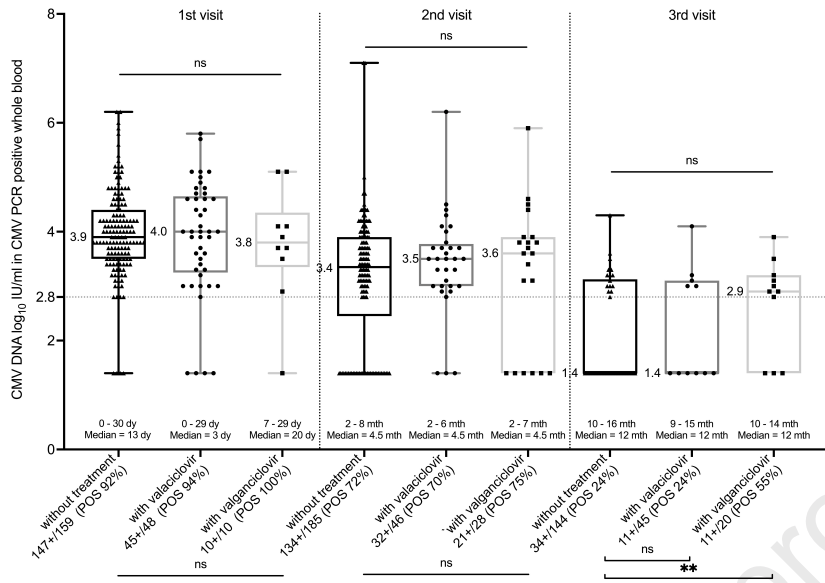 1st visit
2nd visit
3rd visit
ns
ns
ns
CMV DNA log10 IU/ml in CMV PCR positive whole blood
8
6
4
2.8
2
0
3.9
4.0
3.8
3.4
3.5
3.6
1.4
1.4
2.9
0 - 30 dy
Median = 13 dy
0 - 29 dy
Median = 3 dy
7 - 29 dy
Median = 20 dy
2 - 8 mth
Median = 4.5 mth
2 - 6 mth
Median = 4.5 mth
2 - 7 mth
Median = 4.5 mth
10 - 16 mth
Median = 12 mth
9 - 15 mth
Median = 12 mth
10 - 14 mth
Median = 12 mth
without treatment
147+/159 (POS 92%)
with valaciclovir
45+/48 (POS 94%)
with valganciclovir
10+/10 (POS 100%)
without treatment
134+/185 (POS 72%)
with valaciclovir
32+/46 (POS 70%)
`with valganciclovir
21+/28 (POS 75%)
without treatment
34+/144 (POS 24%)
with valaciclovir
11+/45 (POS 24%)
with valganciclovir
11+/20 (POS 55%)
ns
ns
ns
**